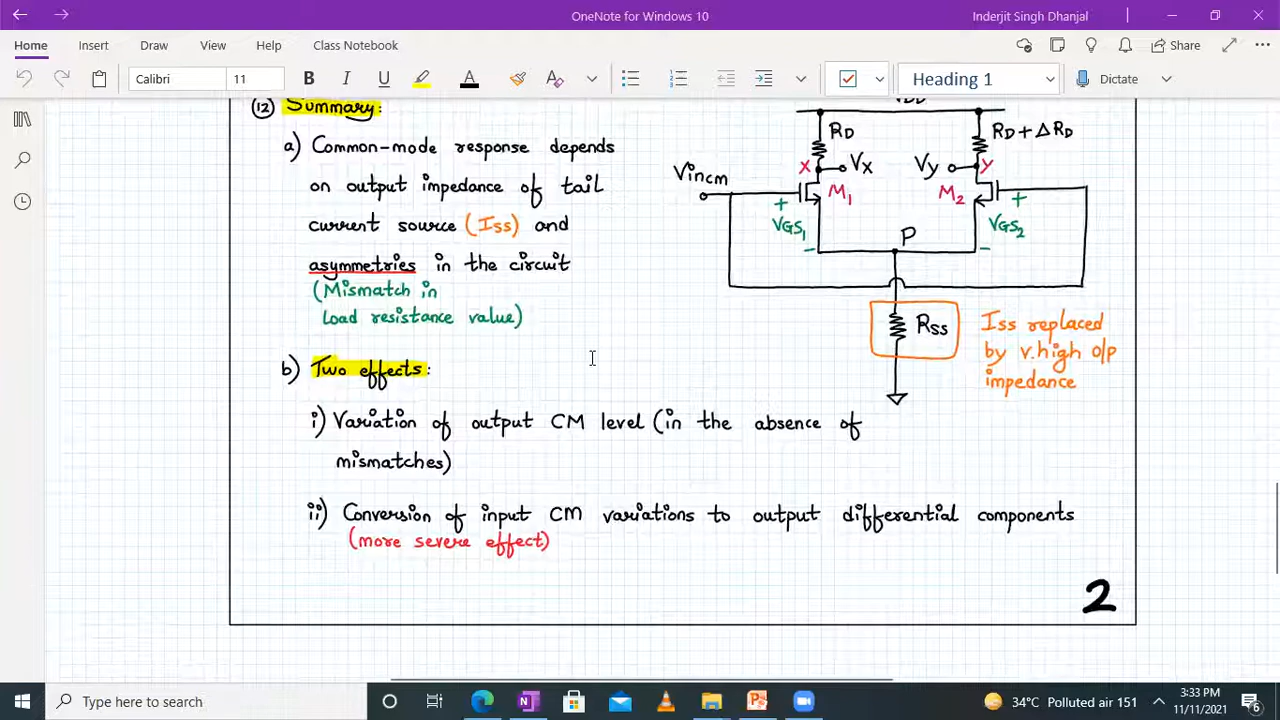 OneNote for Windows 10
Inderjit Singh Dhanjal
Home Insert Draw View Help Class Notebook
Share
Calibri 11 B I U A Heading 1 Dictate
(12) Summary:
a) Common-mode response depends
on output impedance of tail
current source (Iss) and
asymmetries in the circuit
(Mismatch in
Load resistance value)
VDD
RD
RD + ΔRD
X Vx Vy Y
Vincm
M1 M2
+ VGS1 -
+ VGS2 -
P
Rss
Iss replaced
by v.high o/p
impedance
b) Two effects:
i) Variation of output CM level (in the absence of
mismatches)
ii) Conversion of input CM variations to output differential components
(more severe effect)
2
Type here to search
34°C Polluted air 151
3:33 PM
11/11/2021
6